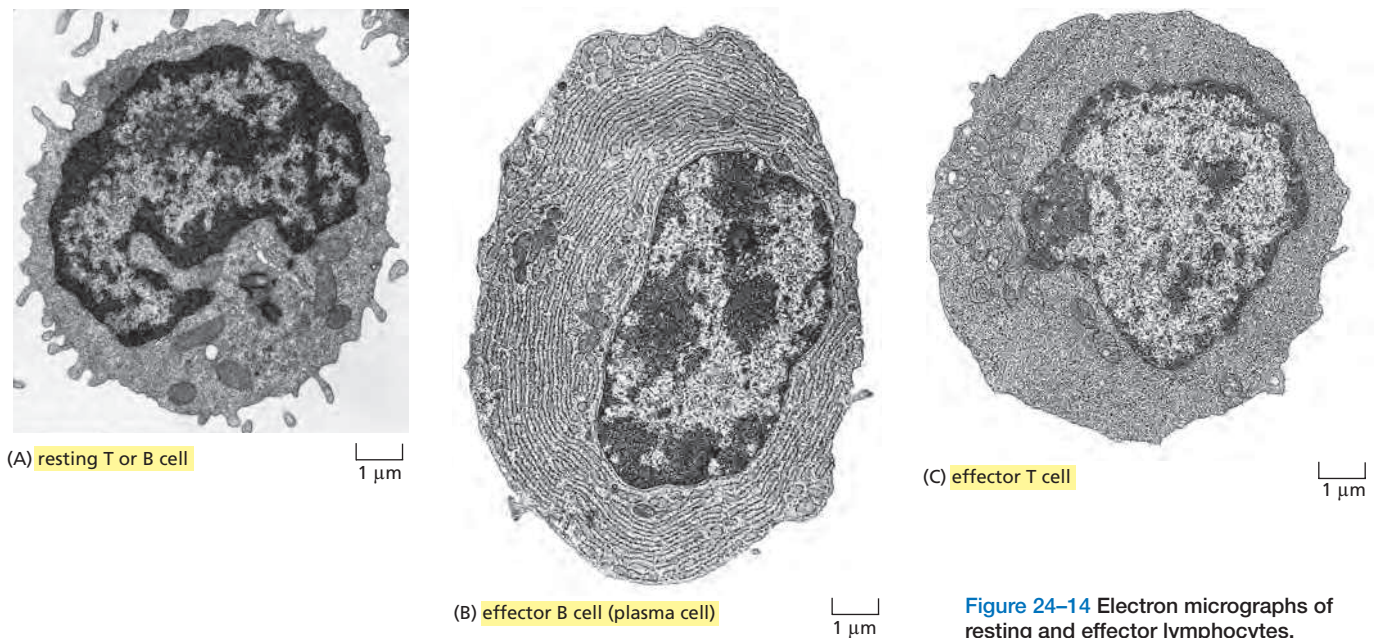 (A) resting T or B cell
1 μm
(B) effector B cell (plasma cell)
1 μm
(C) effector T cell
1 μm
Figure 24–14 Electron micrographs of
resting and effector lymphocytes.